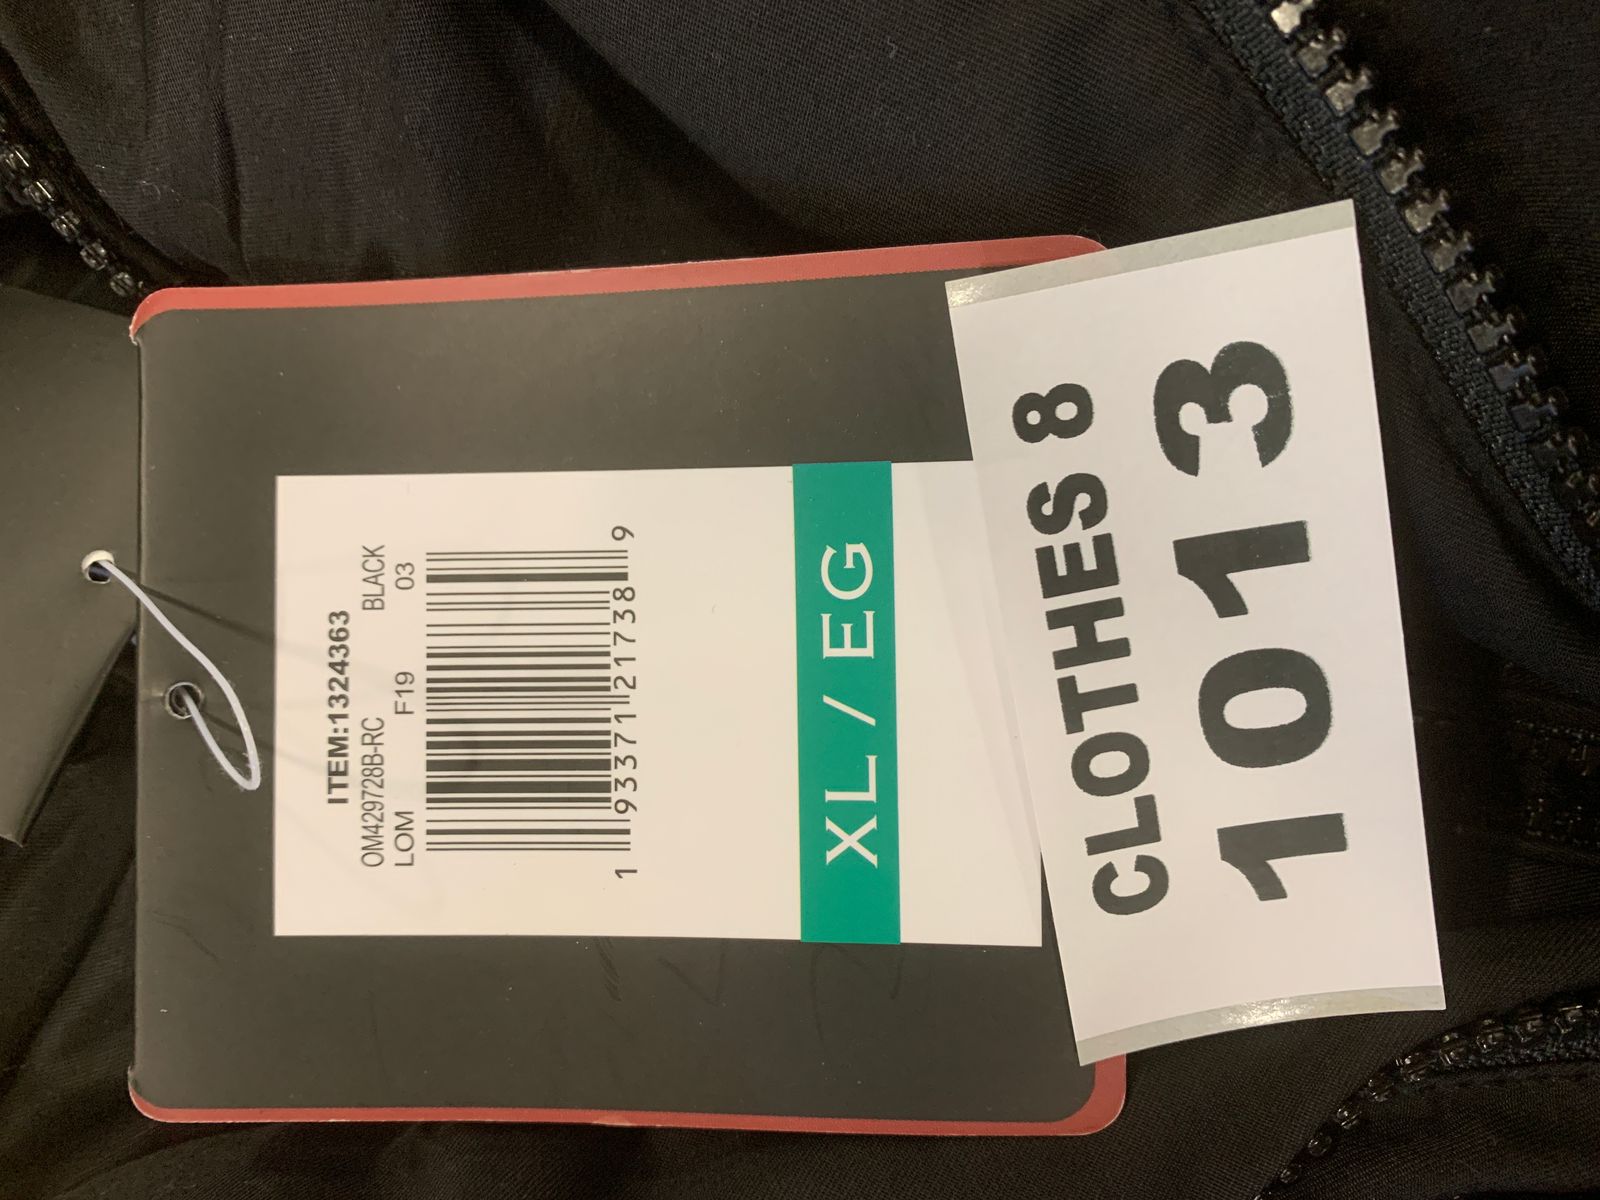 ITEM:1324363
OM429728B-RC BLACK
LOM F19 03
1 93371 21738 9
XL / EG
CLOTHES 8
1013